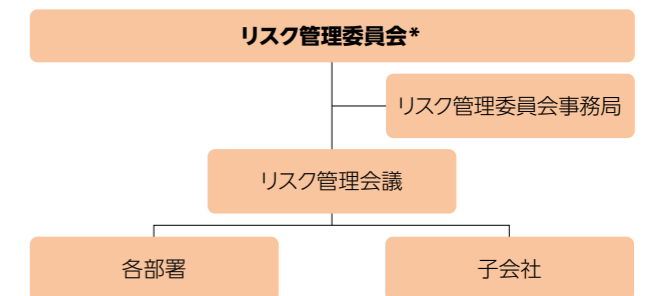 リスク管理委員会*
リスク管理委員会事務局
リスク管理会議
各部署
子会社